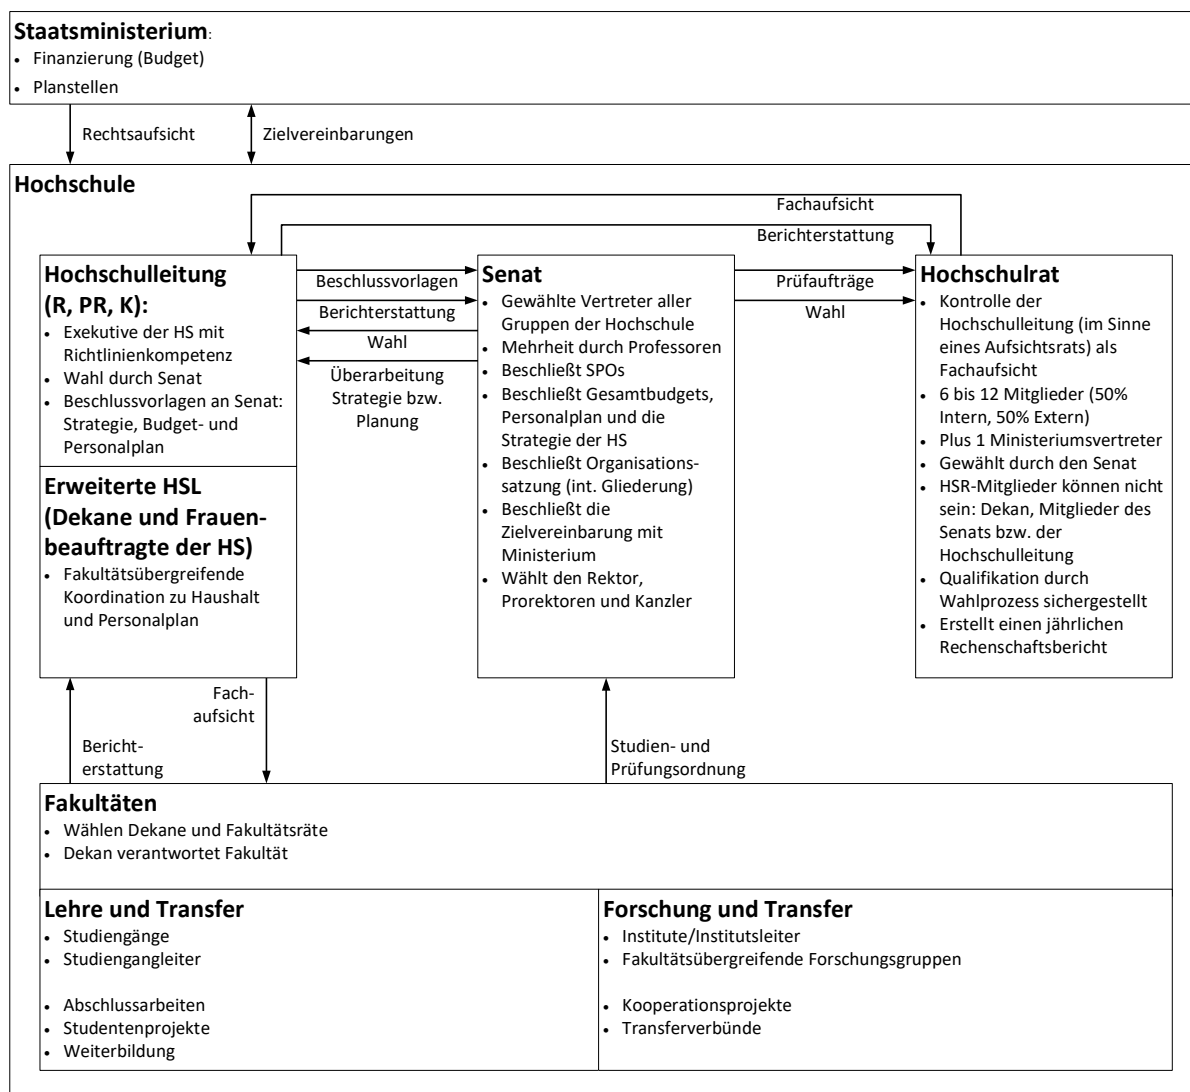 Staatsministerium:
• Finanzierung (Budget)
• Planstellen
Rechtsaufsicht
Zielvereinbarungen
Hochschule
Fachaufsicht
Berichterstattung
Hochschulleitung
(R, PR, K):
• Exekutive der HS mit
Richtlinienkompetenz
• Wahl durch Senat
• Beschlussvorlagen an Senat:
Strategie, Budget- und
Personalplan
Erweiterte HSL
(Dekane und Frauen-
beauftragte der HS)
• Fakultätsübergreifende
Koordination zu Haushalt
und Personalplan
Beschlussvorlagen
Berichterstattung
Wahl
Überarbeitung
Strategie bzw.
Planung
Senat
• Gewählte Vertreter aller
Gruppen der Hochschule
• Mehrheit durch Professoren
• Beschließt SPOs
• Beschließt Gesamtbudgets,
Personalplan und die
Strategie der HS
• Beschließt Organisations-
satzung (int. Gliederung)
• Beschließt die
Zielvereinbarung mit
Ministerium
• Wählt den Rektor,
Prorektoren und Kanzler
Prüfaufträge
Wahl
Hochschulrat
• Kontrolle der
Hochschulleitung (im Sinne
eines Aufsichtsrats) als
Fachaufsicht
• 6 bis 12 Mitglieder (50%
Intern, 50% Extern)
• Plus 1 Ministeriumsvertreter
• Gewählt durch den Senat
• HSR-Mitglieder können nicht
sein: Dekan, Mitglieder des
Senats bzw. der
Hochschulleitung
• Qualifikation durch
Wahlprozess sichergestellt
• Erstellt einen jährlichen
Rechenschaftsbericht
Bericht-
erstattung
Fach-
aufsicht
Studien- und
Prüfungsordnung
Fakultäten
• Wählen Dekane und Fakultätsräte
• Dekan verantwortet Fakultät
Lehre und Transfer
• Studiengänge
• Studiengangleiter
• Abschlussarbeiten
• Studentenprojekte
• Weiterbildung
Forschung und Transfer
• Institute/Institutsleiter
• Fakultätsübergreifende Forschungsgruppen
• Kooperationsprojekte
• Transferverbünde